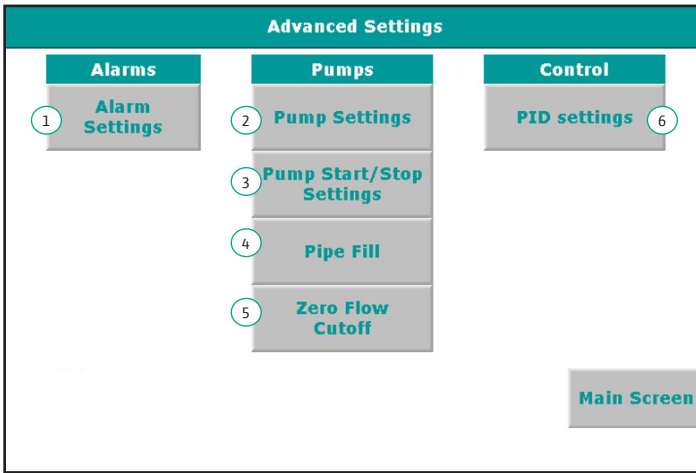 Advanced Settings
Alarms
Pumps
Control
1
Alarm
Settings
2
Pump Settings
PID settings
6
3
Pump Start/Stop
Settings
4
Pipe Fill
5
Zero Flow
Cutoff
Main Screen